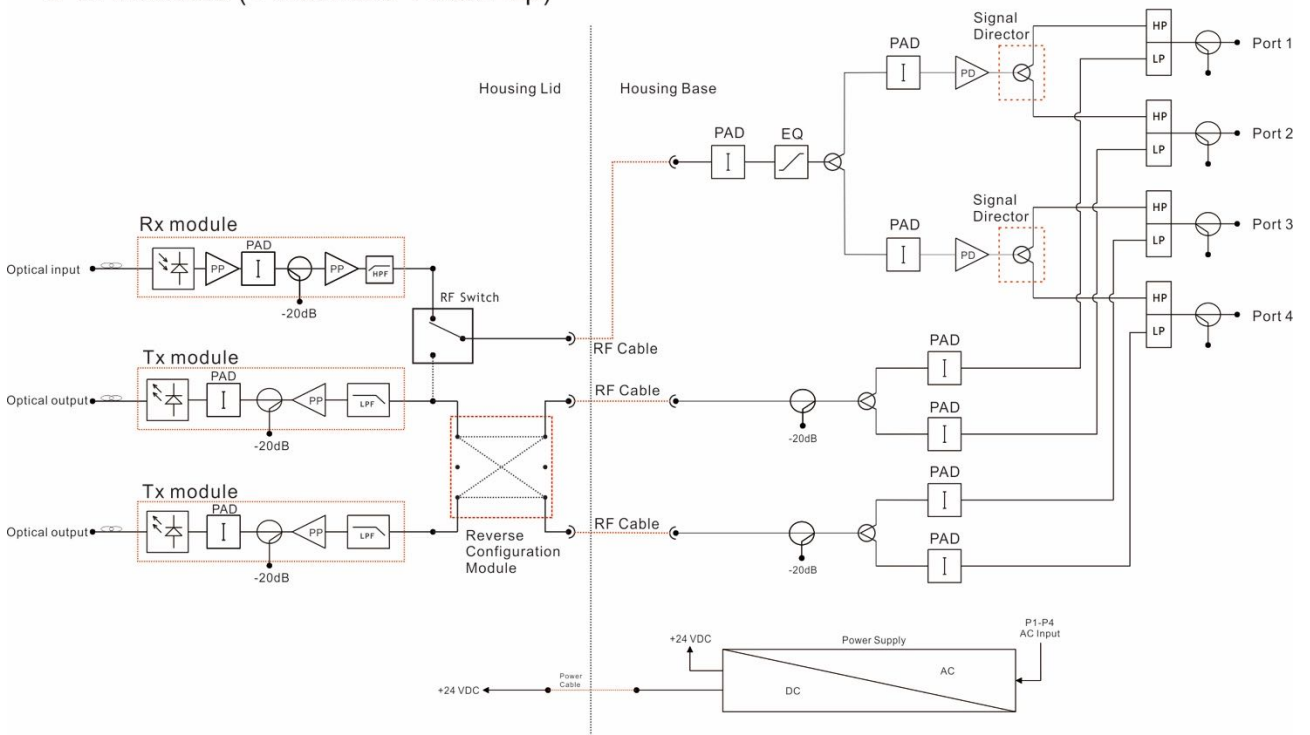 Housing Lid
Housing Base
Signal
Director
PAD
PD
HP
LP
Port 1
PAD
EQ
I
I
HP
LP
Port 2
Signal
Director
PAD
I
PD
HP
LP
Port 3
HP
LP
Port 4
Rx module
Optical input
PP
PAD
I
-20dB
PP
HPF
RF Switch
RF Cable
Tx module
Optical output
PAD
I
-20dB
PP
LPF
RF Cable
-20dB
PAD
I
PAD
I
Tx module
Optical output
PAD
I
-20dB
PP
LPF
Reverse
Configuration
Module
RF Cable
-20dB
PAD
I
PAD
I
+24 VDC
Power Supply
P1-P4
AC Input
AC
DC
Power
Cable
+24 VDC